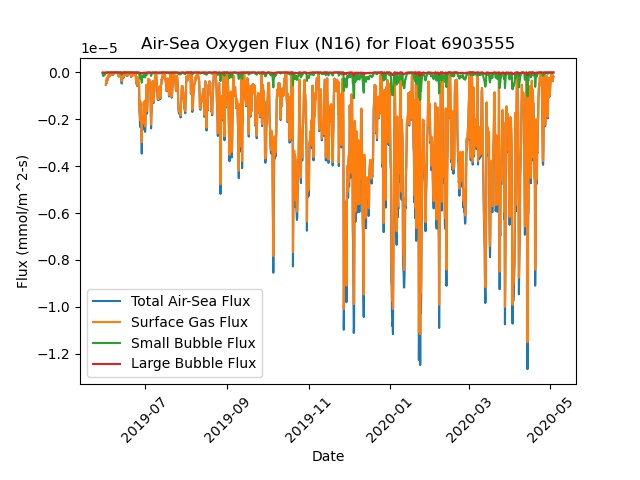 Air-Sea Oxygen Flux (N16) for Float 6903555
1e−5
0.0
−0.2
−0.4
−0.6
−0.8
−1.0
−1.2
Flux (mmol/m^2-s)
Total Air-Sea Flux
Surface Gas Flux
Small Bubble Flux
Large Bubble Flux
2019-07
2019-09
2019-11
2020-01
2020-03
2020-05
Date